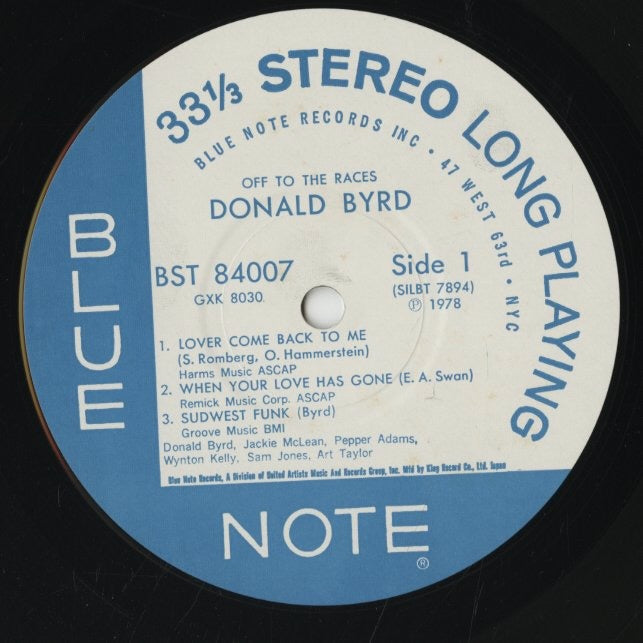 33⅓ STEREO LONG PLAYING
BLUE NOTE RECORDS INC • 47 WEST 63rd • NYC
OFF TO THE RACES
DONALD BYRD
BST 84007
GXK 8030
Side 1
(SILBT 7894)
Ⓟ 1978
1. LOVER COME BACK TO ME
(S. Romberg, O. Hammerstein)
Harms Music ASCAP
2. WHEN YOUR LOVE HAS GONE (E. A. Swan)
Remick Music Corp. ASCAP
3. SUDWEST FUNK (Byrd)
Groove Music BMI
Donald Byrd, Jackie McLean, Pepper Adams,
Wynton Kelly, Sam Jones, Art Taylor
Blue Note Records, A Division of United Artists Music And Records Group, Inc. Mfd by King Record Co., Ltd. Japan
BLUE
NOTE
®